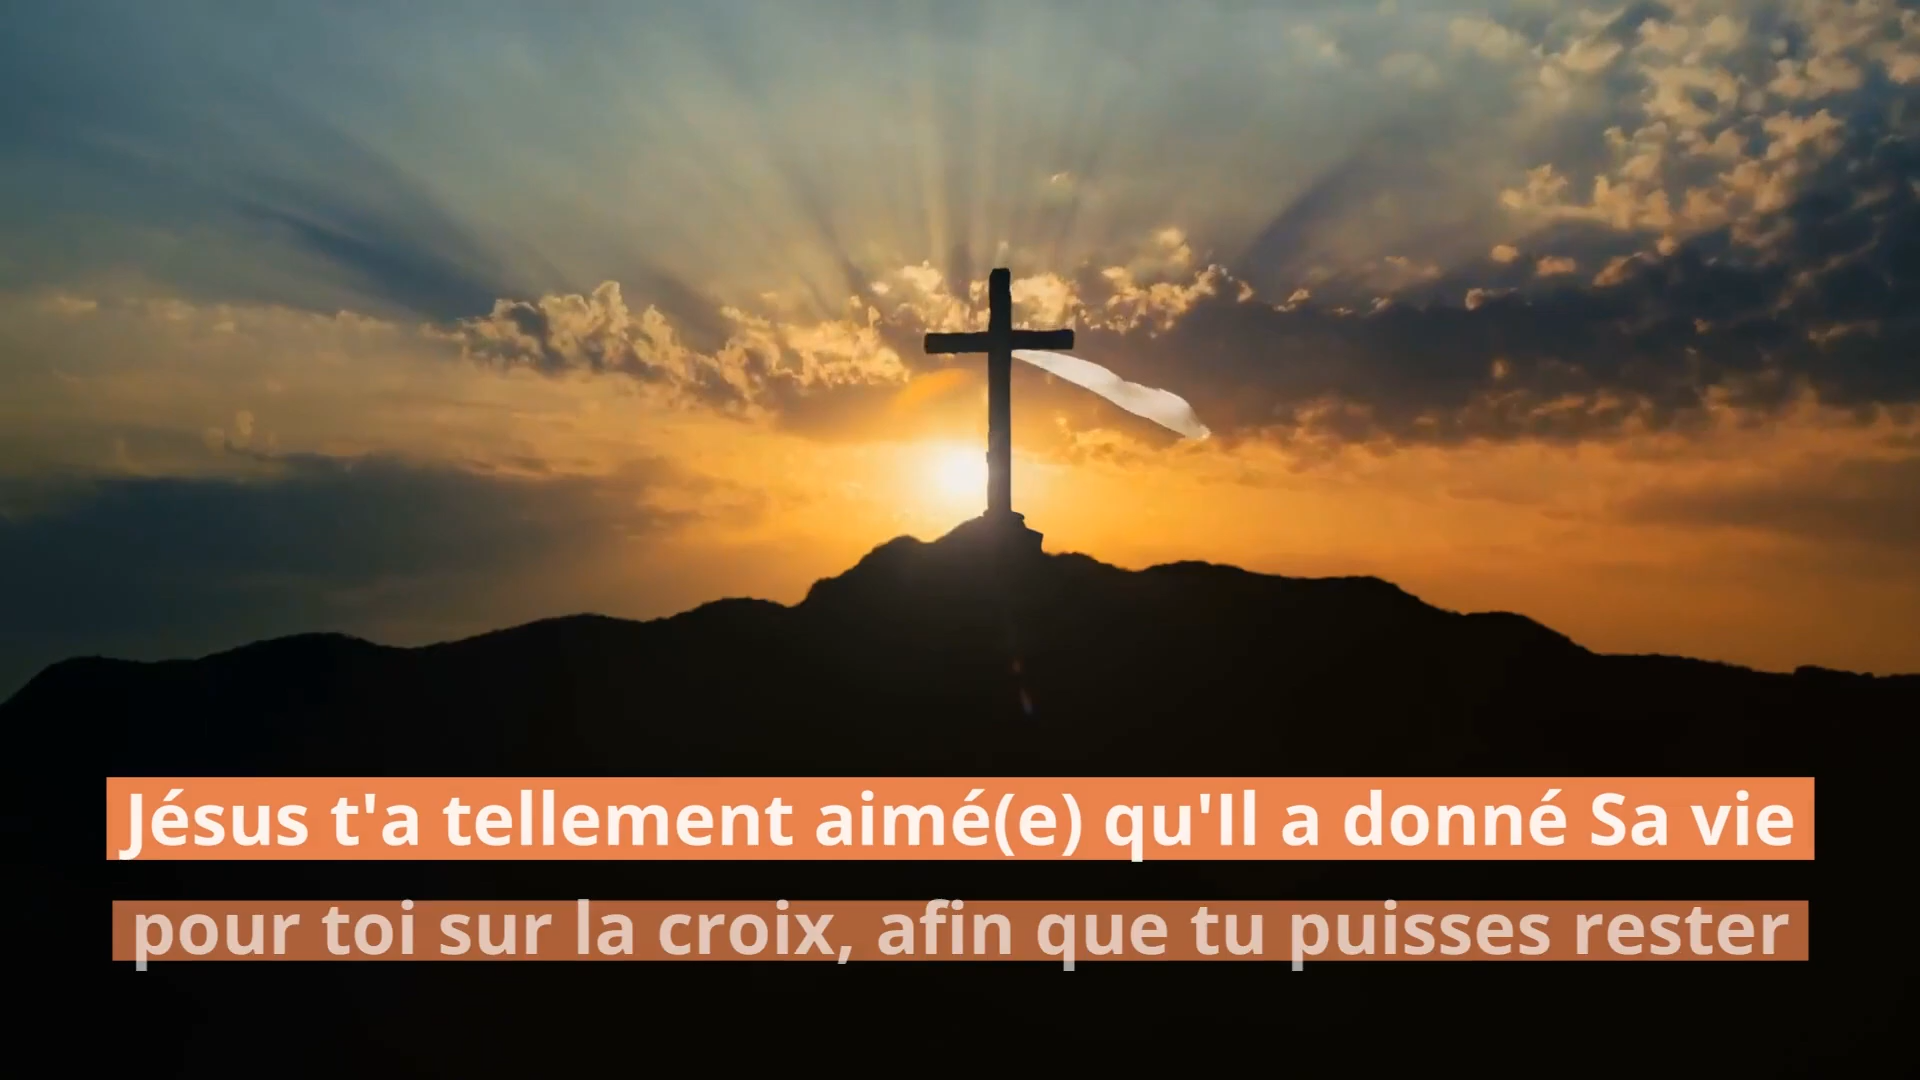 Jésus t'a tellement aimé(e) qu'Il a donné Sa vie
pour toi sur la croix, afin que tu puisses rester